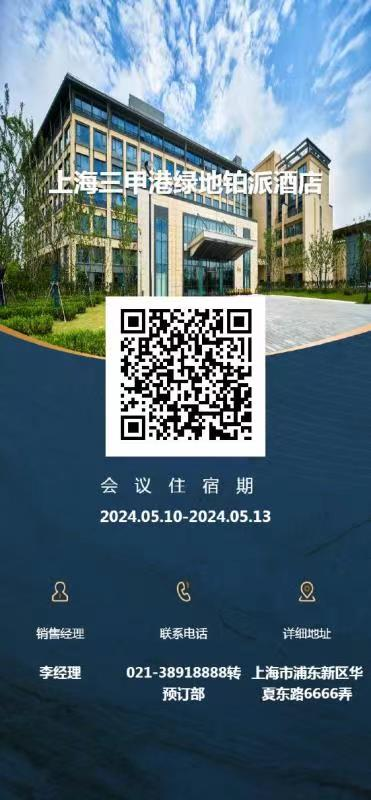 上海三甲港绿地铂派酒店
会议住宿期
2024.05.10-2024.05.13
销售经理
联系电话
详细地址
李经理
021-38918888转
预订部
上海市浦东新区华
夏东路6666弄